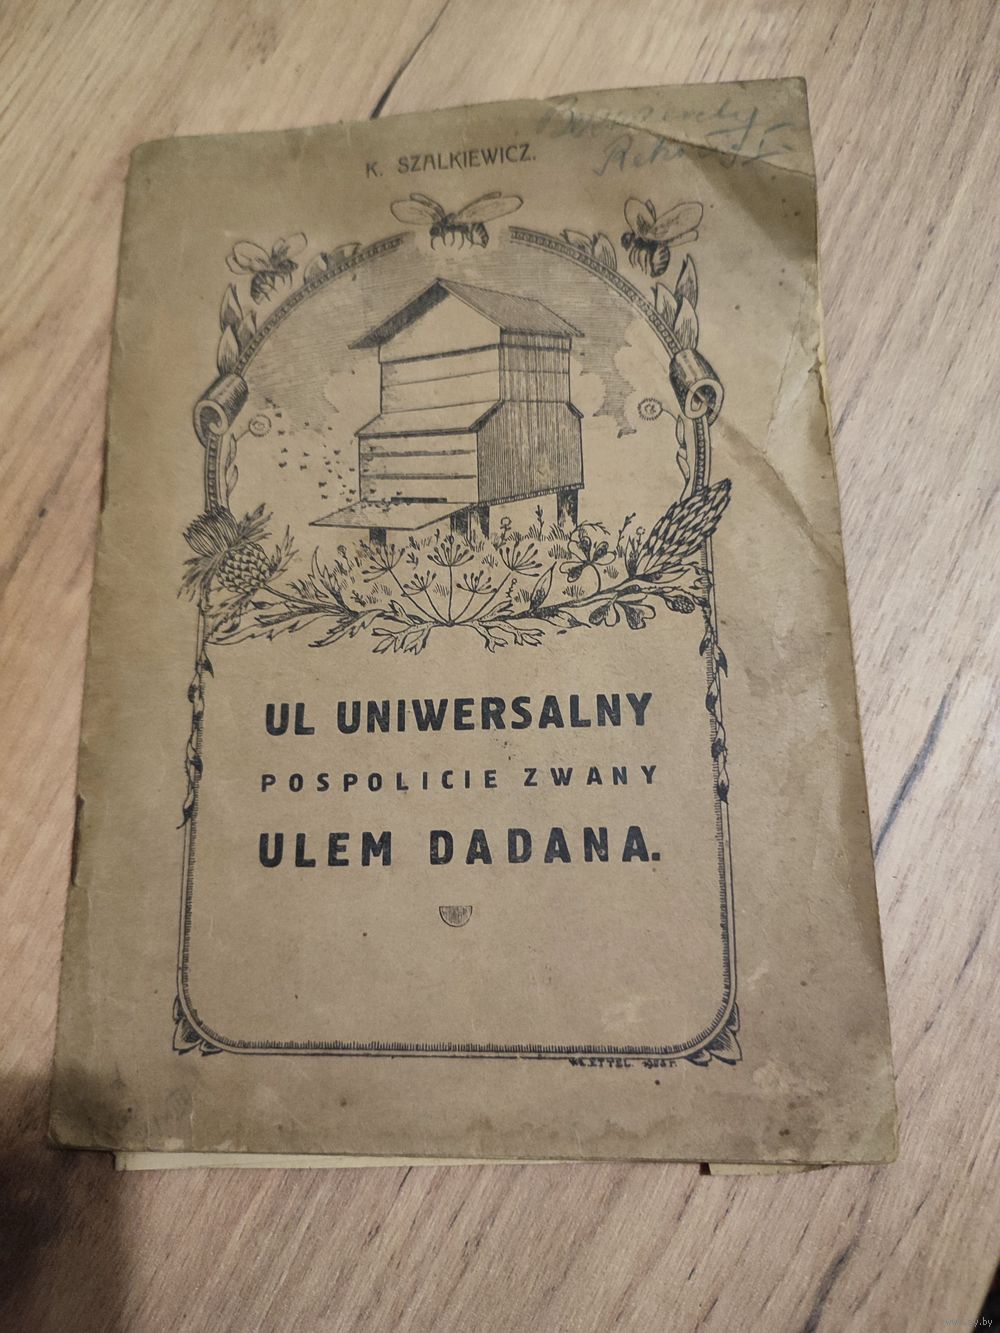 K. SZALKIEWICZ.
UL UNIWERSALNY
POSPOLICIE ZWANY
ULEM DADANA.